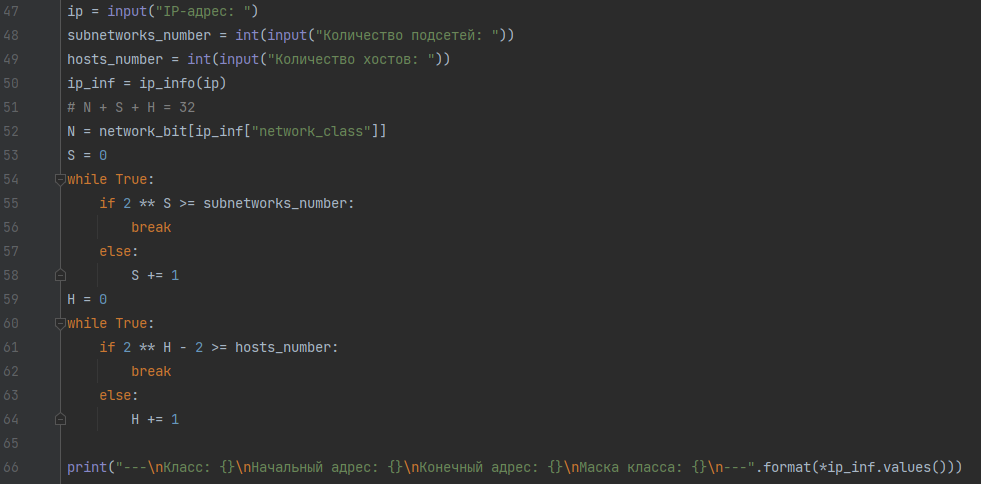 47 ip = input("IP-адрес: ")
48 subnetworks_number = int(input("Количество подсетей: "))
49 hosts_number = int(input("Количество хостов: "))
50 ip_inf = ip_info(ip)
51 # N + S + H = 32
52 N = network_bit[ip_inf["network_class"]]
53 S = 0
54 while True:
55     if 2 ** S >= subnetworks_number:
56         break
57     else:
58         S += 1
59 H = 0
60 while True:
61     if 2 ** H - 2 >= hosts_number:
62         break
63     else:
64         H += 1
65
66 print("---\nКласс: {}\nНачальный адрес: {}\nКонечный адрес: {}\nМаска класса: {}\n---".format(*ip_inf.values()))